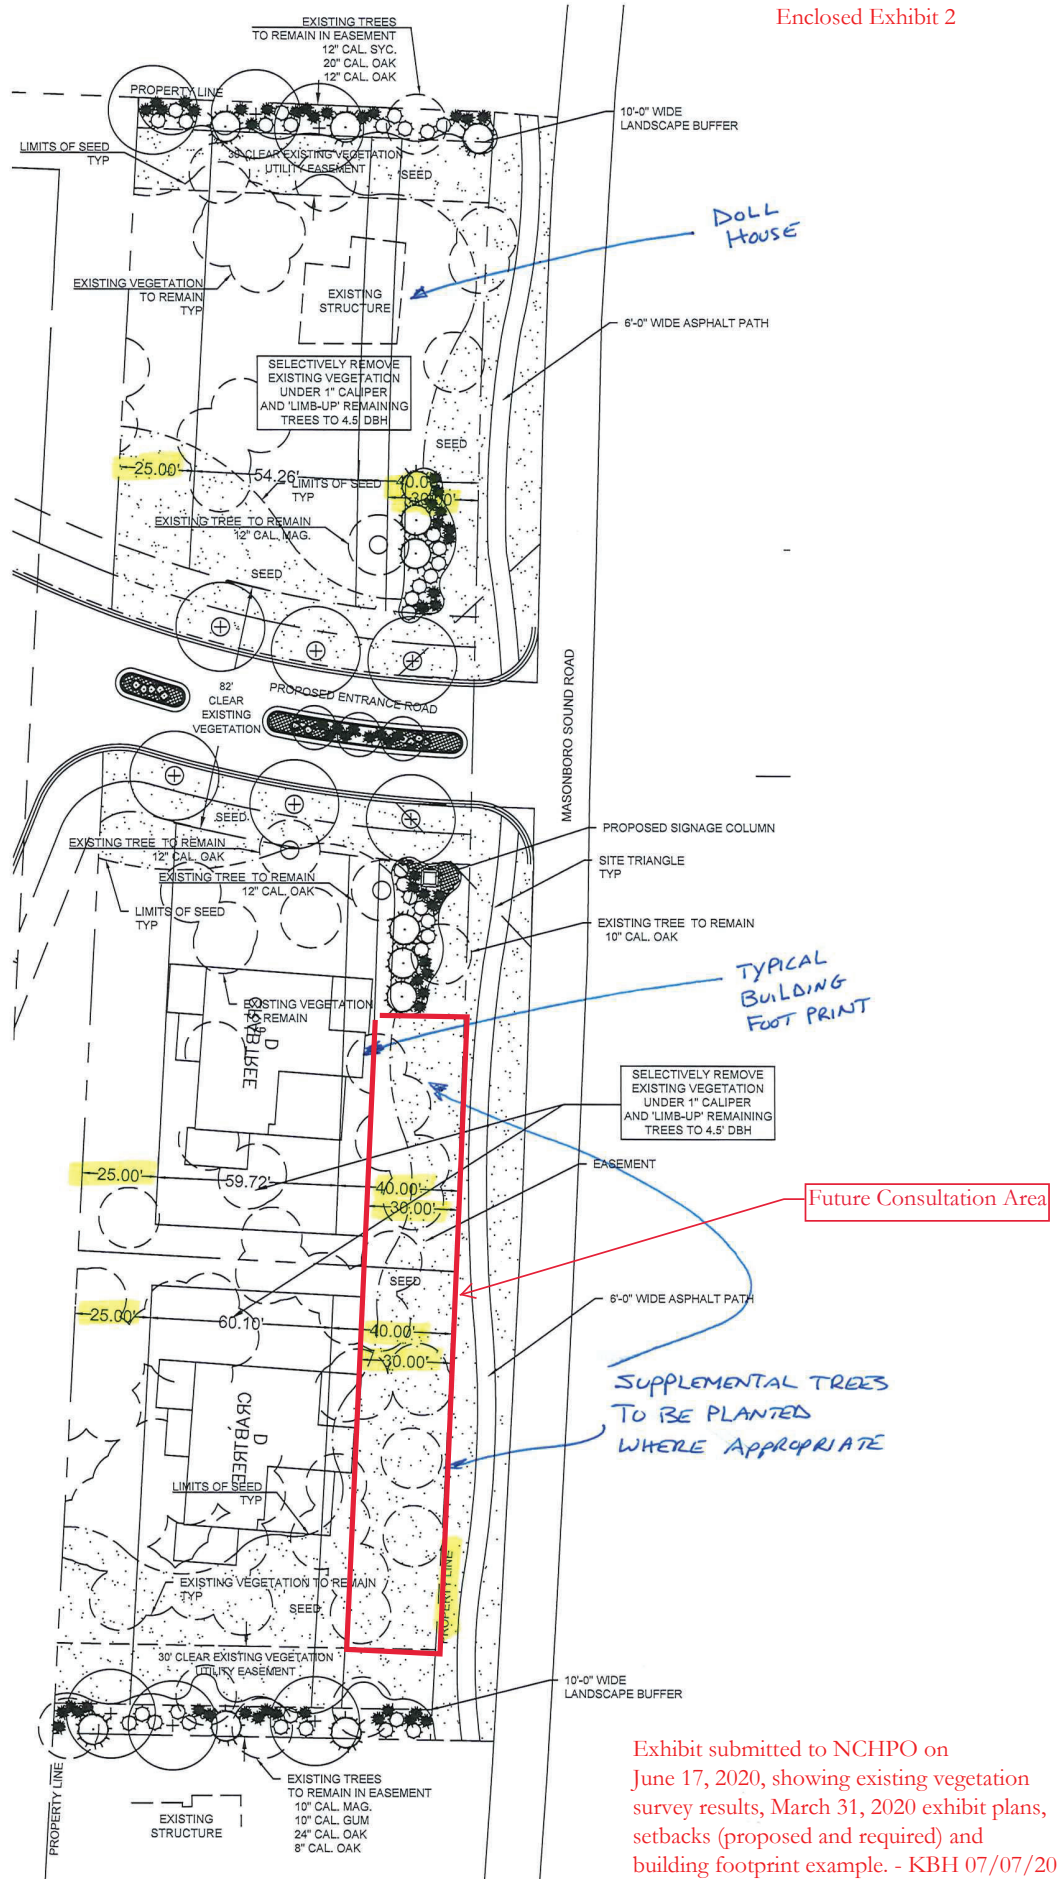 Enclosed Exhibit 2
EXISTING TREES
TO REMAIN IN EASEMENT
12" CAL. SYC.
20" CAL. OAK
12" CAL. OAK
PROPERTY LINE
10'-0" WIDE
LANDSCAPE BUFFER
LIMITS OF SEED
TYP
30' CLEAR EXISTING VEGETATION
UTILITY EASEMENT
SEED
DOLL
HOUSE
EXISTING VEGETATION
TO REMAIN
TYP
EXISTING
STRUCTURE
6'-0" WIDE ASPHALT PATH
SELECTIVELY REMOVE
EXISTING VEGETATION
UNDER 1" CALIPER
AND 'LIMB-UP' REMAINING
TREES TO 4.5' DBH
SEED
25.00'
54.26'
40.0
30.00'
LIMITS OF SEED
TYP
EXISTING TREE TO REMAIN
12" CAL. MAG.
SEED
82'
CLEAR
EXISTING
VEGETATION
PROPOSED ENTRANCE ROAD
MASONBORO SOUND ROAD
SEED
PROPOSED SIGNAGE COLUMN
EXISTING TREE TO REMAIN
12" CAL. OAK
SITE TRIANGLE
TYP
EXISTING TREE TO REMAIN
12" CAL. OAK
LIMITS OF SEED
TYP
EXISTING TREE TO REMAIN
10" CAL. OAK
TYPICAL
BUILDING
FOOT PRINT
EXISTING VEGETATION
TO REMAIN
D
CRABTREE
SELECTIVELY REMOVE
EXISTING VEGETATION
UNDER 1" CALIPER
AND 'LIMB-UP' REMAINING
TREES TO 4.5' DBH
EASEMENT
25.00'
59.72'
40.00'
30.00'
Future Consultation Area
SEED
6'-0" WIDE ASPHALT PATH
25.00'
60.10'
40.00'
30.00'
SUPPLEMENTAL TREES
TO BE PLANTED
WHERE APPROPRIATE
D
CRABTREE
LIMITS OF SEED
TYP
PROPERTY LINE
EXISTING VEGETATION TO REMAIN
TYP
SEED
30' CLEAR EXISTING VEGETATION
UTILITY EASEMENT
10'-0" WIDE
LANDSCAPE BUFFER
PROPERTY LINE
EXISTING
STRUCTURE
EXISTING TREES
TO REMAIN IN EASEMENT
10" CAL. MAG.
10" CAL. GUM
24" CAL. OAK
8" CAL. OAK
Exhibit submitted to NCHPO on
June 17, 2020, showing existing vegetation
survey results, March 31, 2020 exhibit plans,
setbacks (proposed and required) and
building footprint example. - KBH 07/07/20